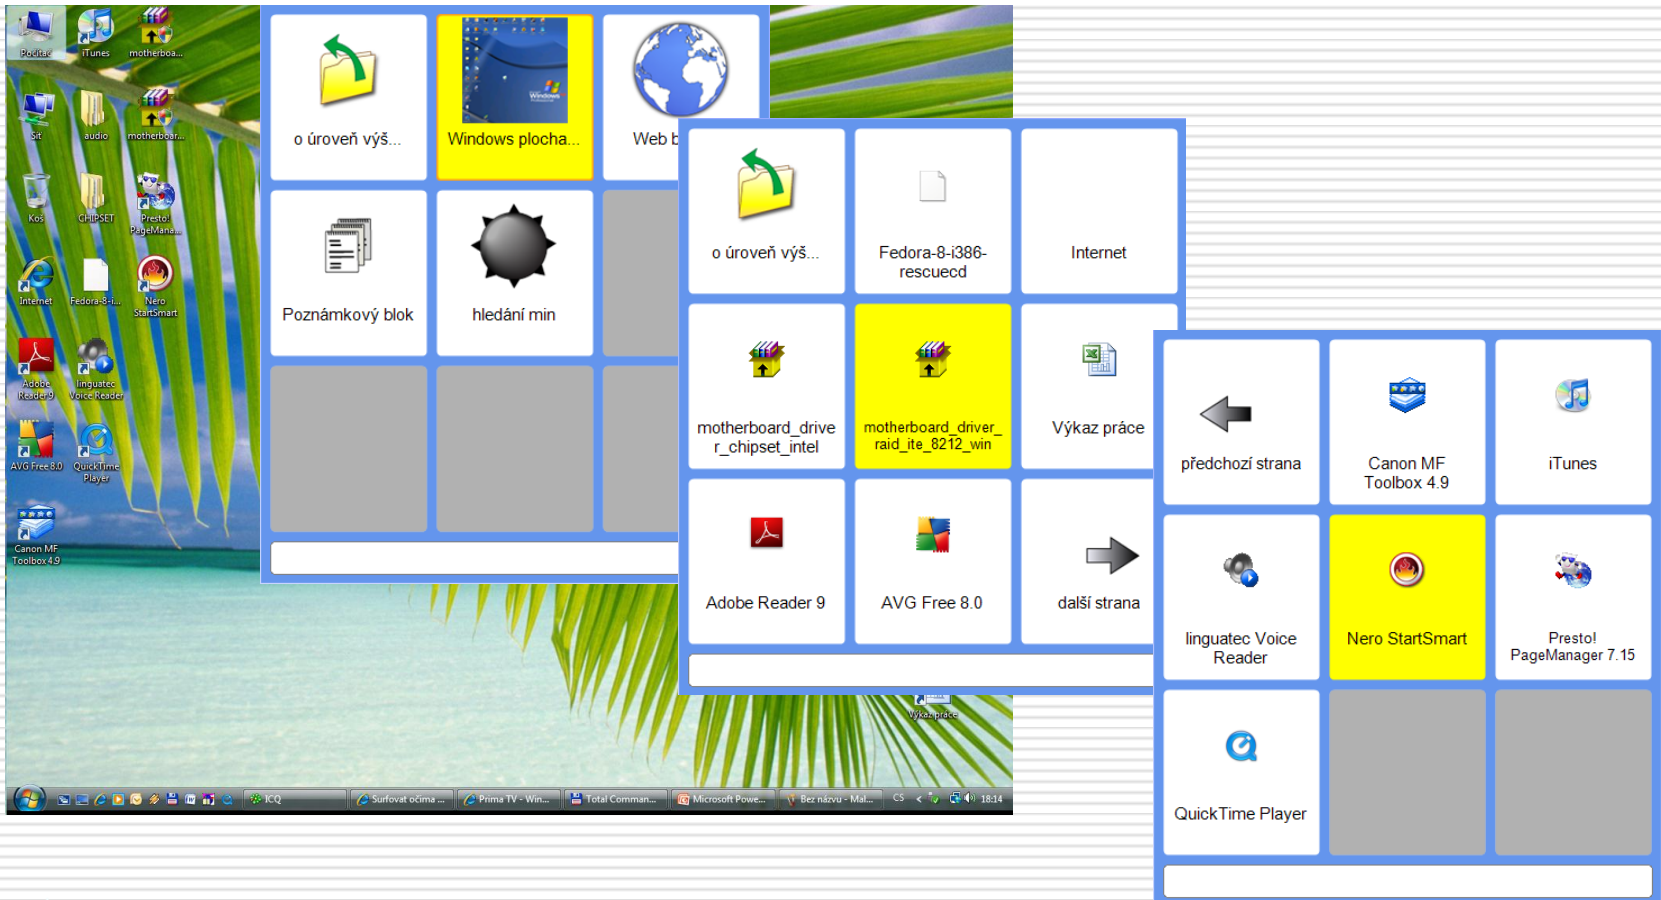 Počítač
iTunes
motherboa...
Síť
audio
motherboar...
Koš
CHIPSET
Presto!
PageMana...
Internet
Fedora-8-i...
Nero
StartSmart
Adobe
Reader 9
linguatec
Voice Reader
AVG Free 8.0
QuickTime
Player
Canon MF
Toolbox 4.9
Výkaz práce
ICQ
Surfovat očima ...
Prima TV - Win...
Total Comman...
Microsoft Powe...
Bez názvu - Mal...
CS
18:14
o úroveň výš...
Windows
Windows plocha...
Web b
Poznámkový blok
hledání min
o úroveň výš...
Fedora-8-i386-
rescuecd
Internet
motherboard_drive
r_chipset_intel
motherboard_driver_
raid_ite_8212_win
Výkaz práce
Adobe Reader 9
AVG Free 8.0
další strana
předchozí strana
Canon MF
Toolbox 4.9
iTunes
linguatec Voice
Reader
Nero StartSmart
Presto!
PageManager 7.15
QuickTime Player